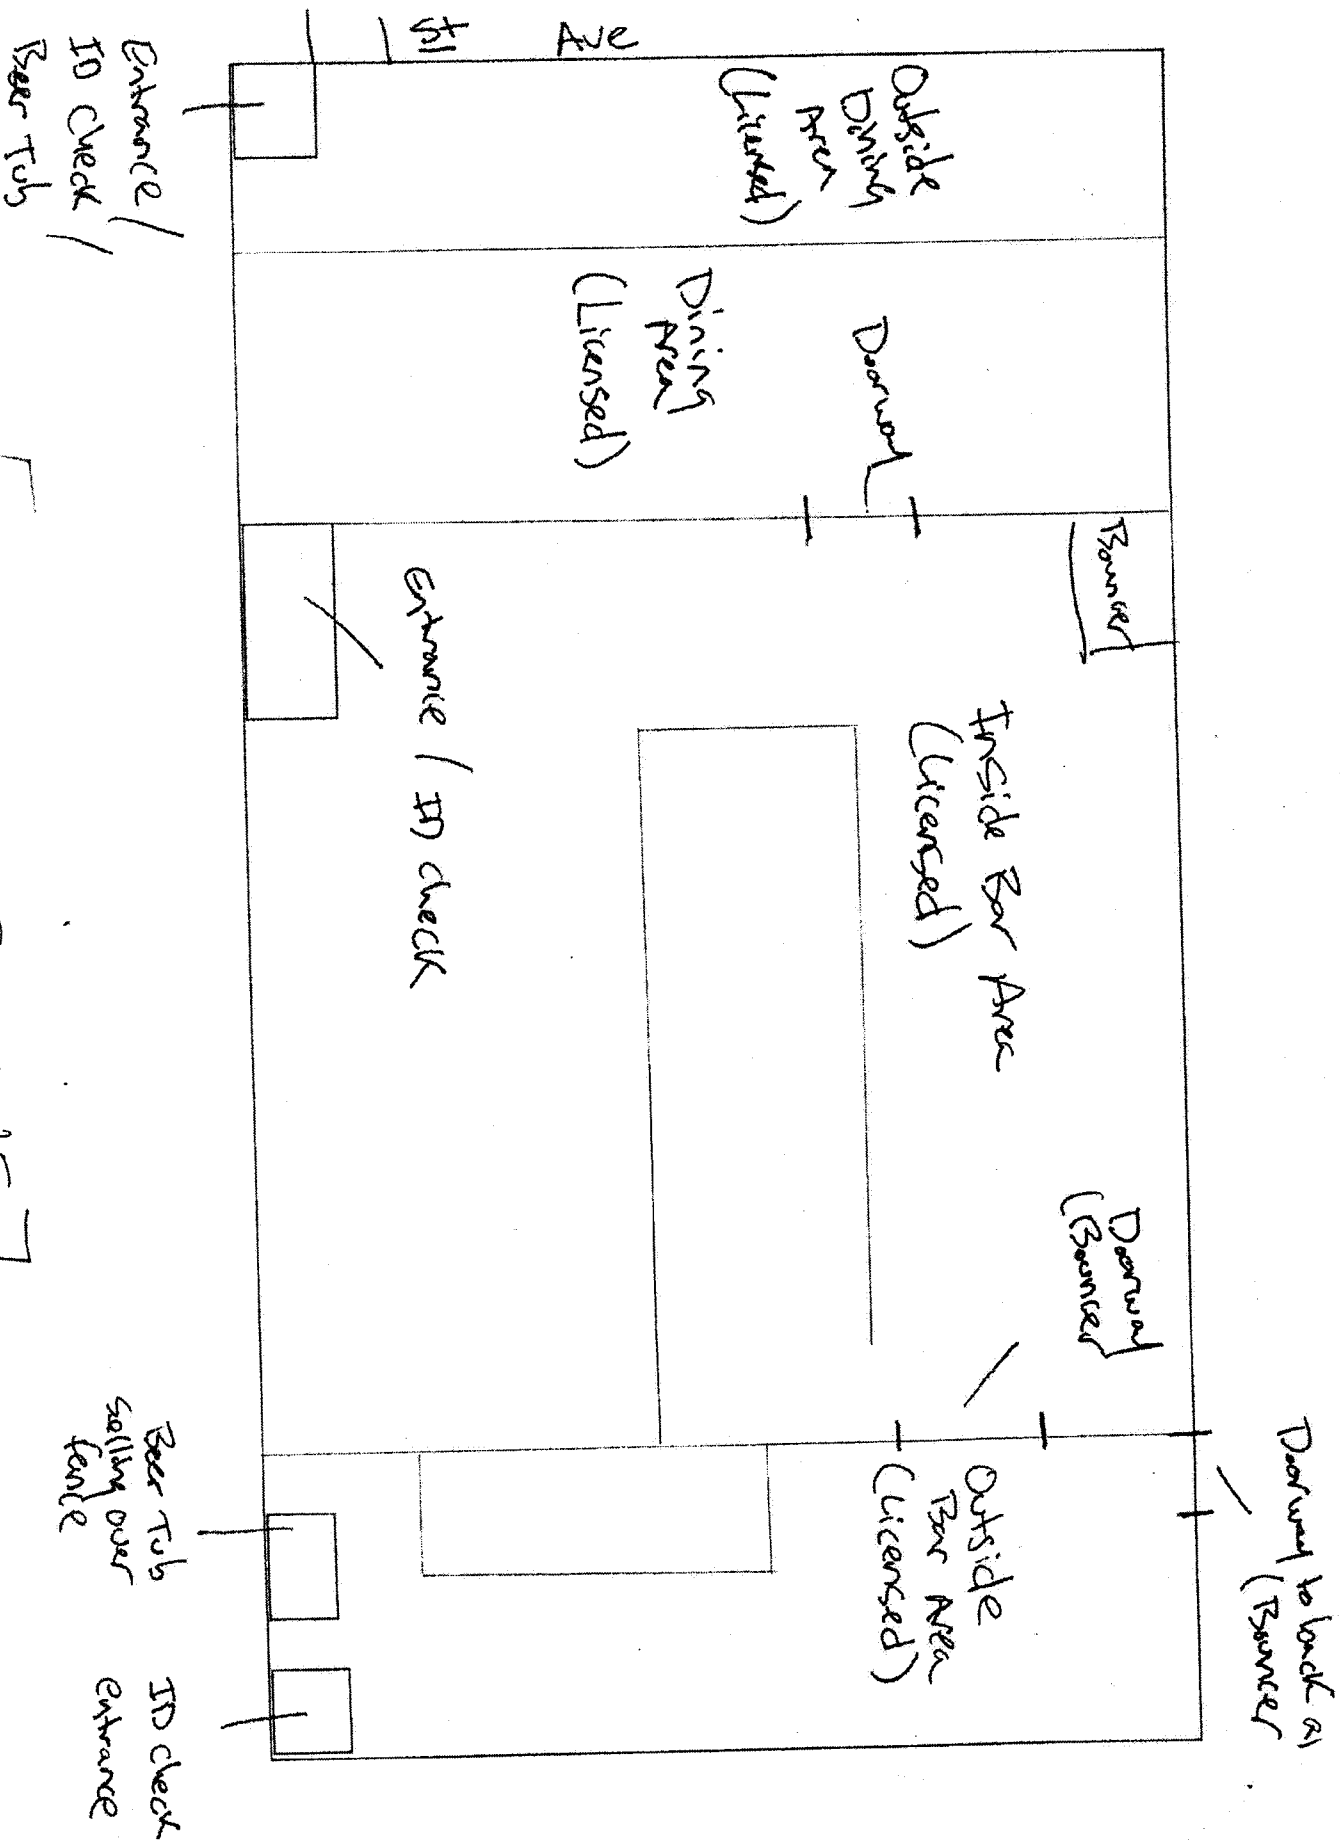 1st Ave
Entrance /
ID check /
Beer Tub
Outside
Dining
Area
(Licensed)
Dining
Area
(Licensed)
Doorway
Bouncer
Entrance / ID check
Inside Bar Area
(Licensed)
Doorway
(Bouncer)
Doorway to back
(Bouncer
Outside
Bar Area
(Licensed)
Beer Tub
selling over
fence
ID check
entrance